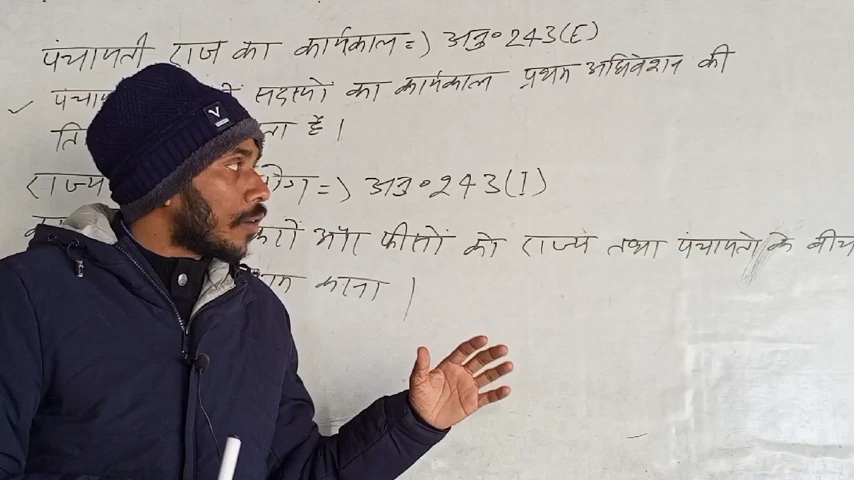 पंचायती राज का कार्यकाल=) अनु० 243(E)
पंचा सदस्यों का कार्यकाल प्रथम अधिवेशन की
ति ता है।
राज्य योग=) अनु० 243(I)
करों और फीसों को राज्य तथा पंचायतो के बीच
करना |
V